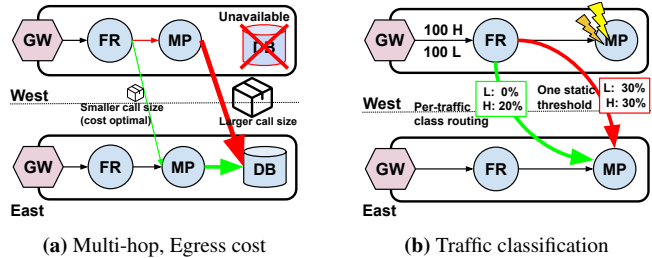 Unavailable
GW
FR
MP
DB
West
Smaller call size
(cost optimal)
Larger call size
GW
FR
MP
DB
East
(a) Multi-hop, Egress cost
100 H
100 L
GW
FR
MP
L: 0%
H: 20%
One static
threshold
L: 30%
H: 30%
West
Per-traffic
class routing
GW
FR
MP
East
(b) Traffic classification